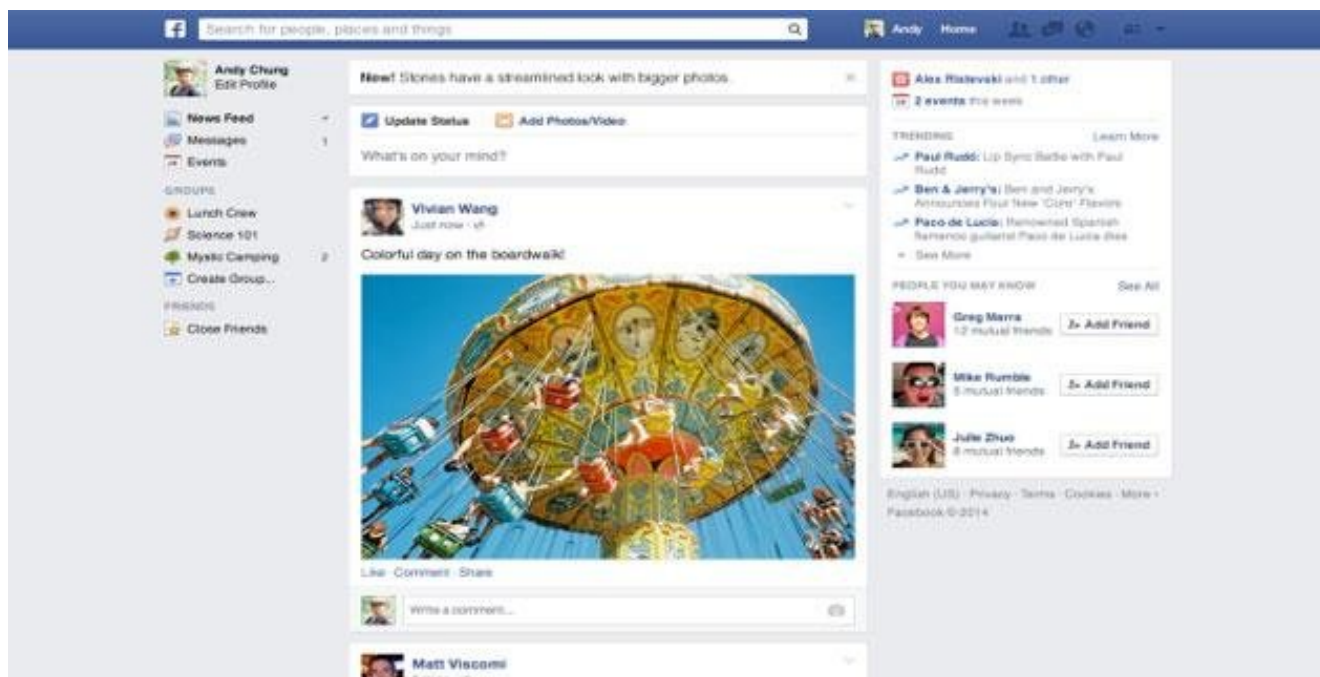 f
Search for people, places and things
Andy Home
Andy Chung
Edit Profile
News Feed
Messages 1
Events
GROUPS
Lunch Crew
Science 101
Mystic Camping 2
Create Group...
FRIENDS
Close Friends
New! Stories have a streamlined look with bigger photos.
Update Status Add Photos/Video
What's on your mind?
Vivian Wang
Just now
Colorful day on the boardwalk!
Like · Comment · Share
Write a comment...
Matt Viscomi
Alex Ristevski and 1 other
2 events this week
TRENDING Learn More
Paul Rudd: Lip Sync Battle with Paul
Rudd
Ben & Jerry's: Ben and Jerry's
Announces Four New 'Core' Flavors
Paco de Lucia: Renowned Spanish
flamenco guitarist Paco de Lucia dies
See More
PEOPLE YOU MAY KNOW See All
Greg Marra
12 mutual friends
Add Friend
Mike Rumble
5 mutual friends
Add Friend
Julie Zhuo
8 mutual friends
Add Friend
English (US) · Privacy · Terms · Cookies · More
Facebook © 2014